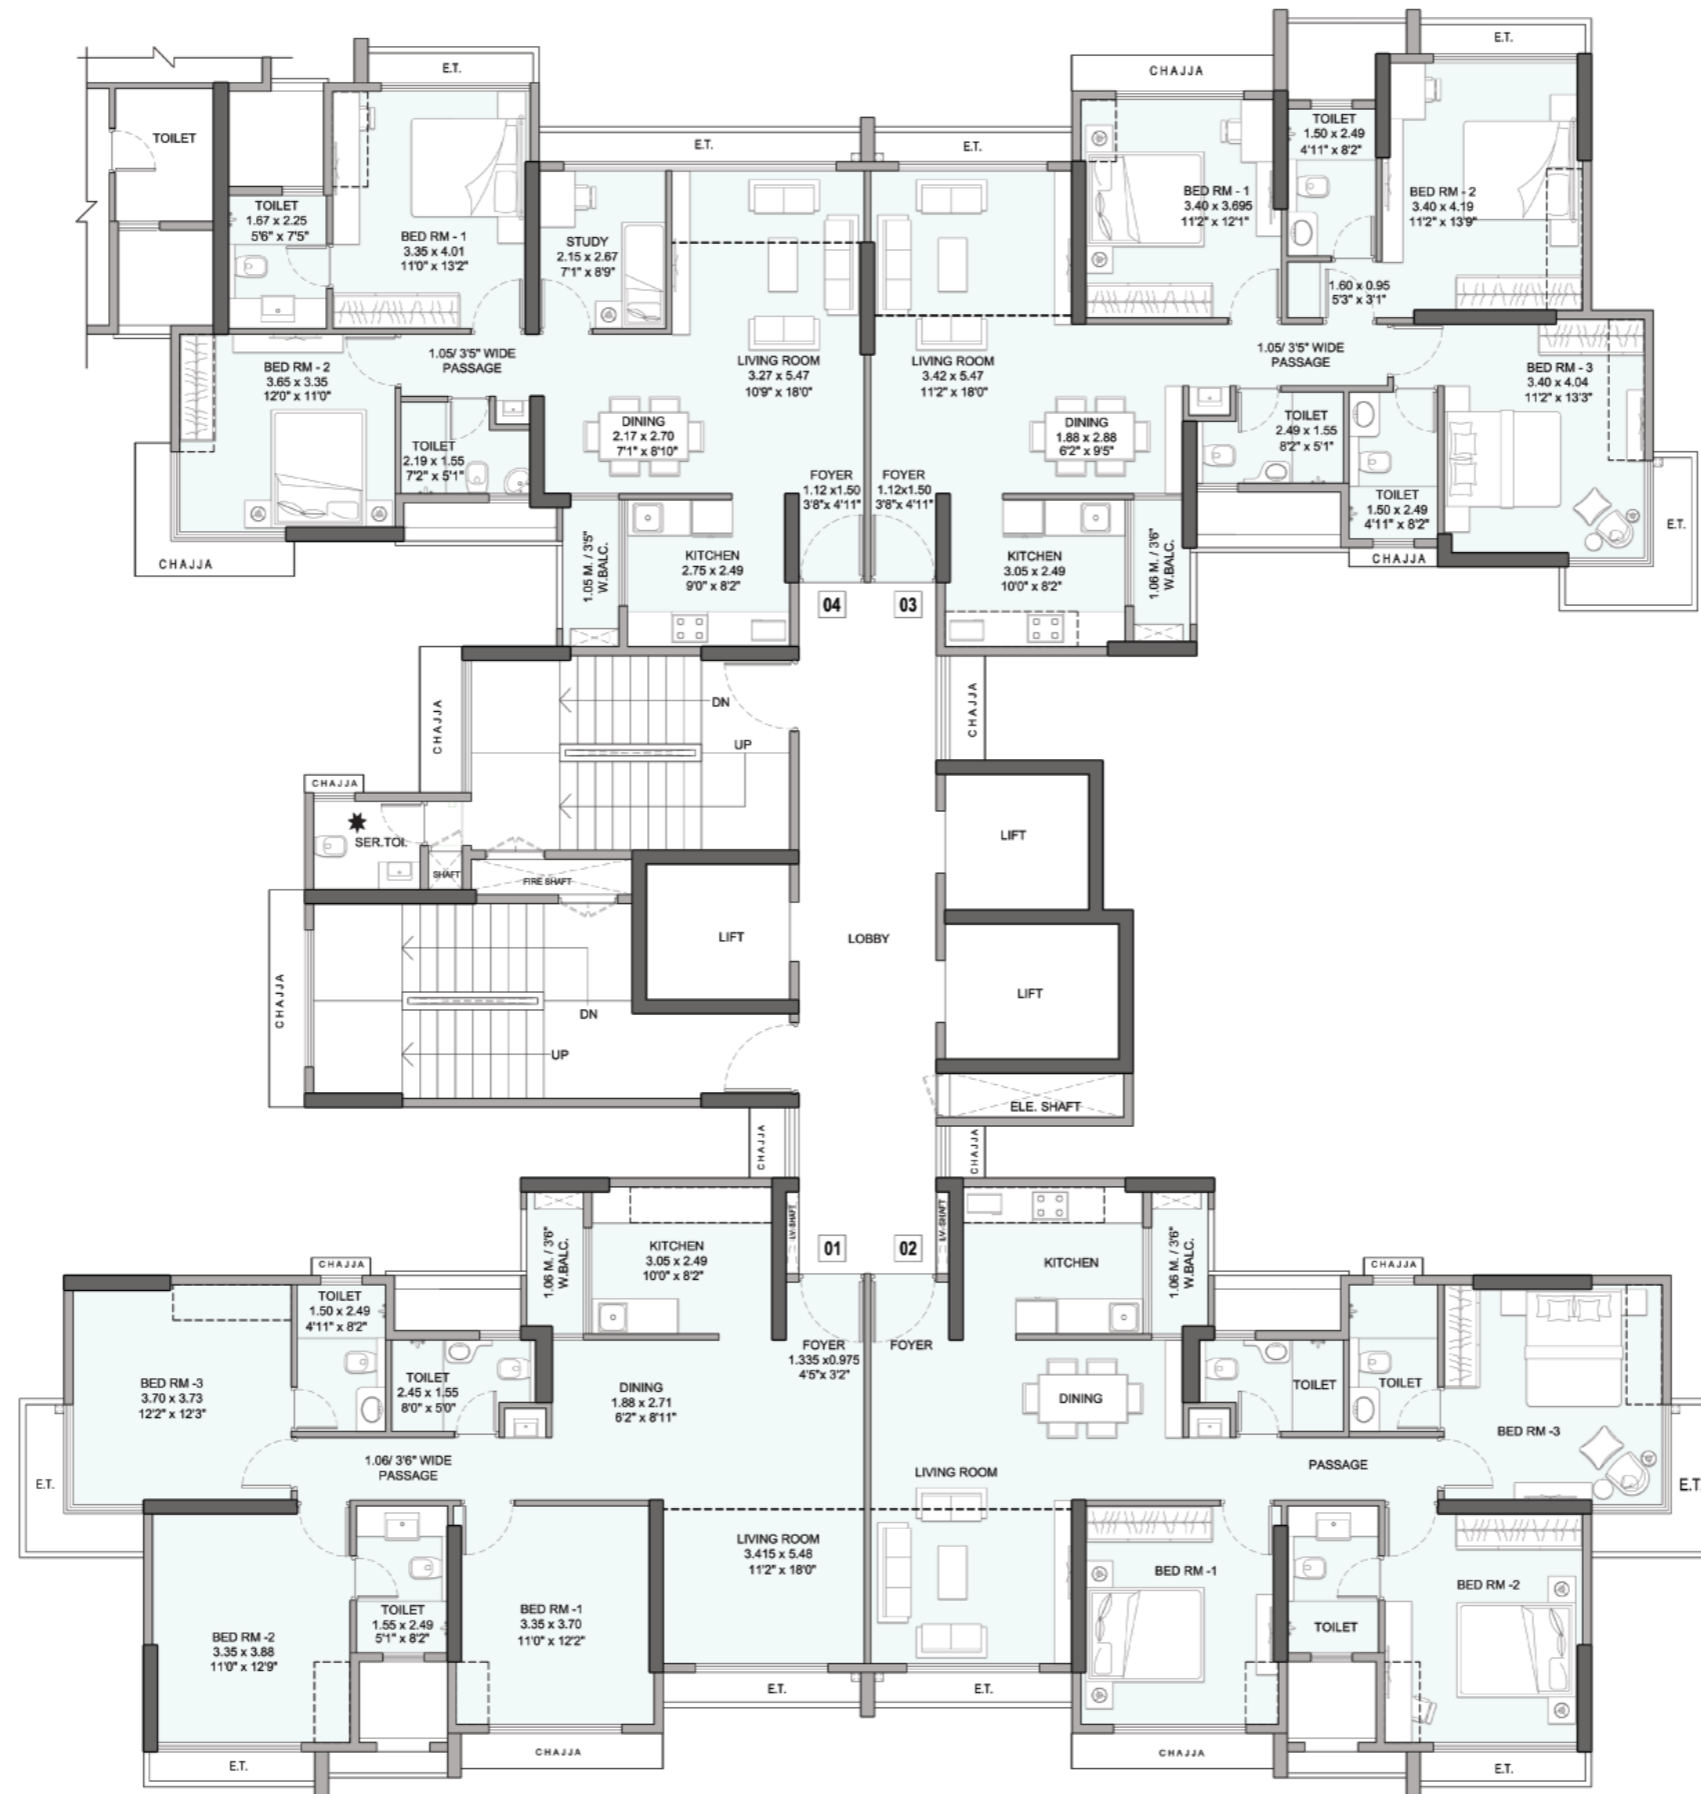 E.T.
CHAJJA
E.T.
TOILET
E.T.
E.T.
TOILET
1.50 x 2.49
4'11" x 8'2"
TOILET
1.67 x 2.25
5'6" x 7'5"
BED RM - 1
3.35 x 4.01
11'0" x 13'2"
STUDY
2.15 x 2.67
7'1" x 8'9"
BED RM - 1
3.40 x 3.695
11'2" x 12'1"
BED RM - 2
3.40 x 4.19
11'2" x 13'9"
1.60 x 0.95
5'3" x 3'1"
BED RM - 2
3.65 x 3.35
12'0" x 11'0"
1.05/ 3'5" WIDE
PASSAGE
LIVING ROOM
3.27 x 5.47
10'9" x 18'0"
LIVING ROOM
3.42 x 5.47
11'2" x 18'0"
1.05/ 3'5" WIDE
PASSAGE
BED RM - 3
3.40 x 4.04
11'2" x 13'3"
TOILET
2.19 x 1.55
7'2" x 5'1"
DINING
2.17 x 2.70
7'1" x 8'10"
DINING
1.88 x 2.88
6'2" x 9'5"
TOILET
2.49 x 1.55
8'2" x 5'1"
FOYER
1.12 x1.50
3'8"x 4'11"
FOYER
1.12x1.50
3'8"x 4'11"
TOILET
1.50 x 2.49
4'11" x 8'2"
E.T.
CHAJJA
1.05 M. / 3'5"
W.BALC.
KITCHEN
2.75 x 2.49
9'0" x 8'2"
KITCHEN
3.05 x 2.49
10'0" x 8'2"
1.06 M. / 3'6"
W.BALC.
CHAJJA
04
03
CHAJJA
DN
UP
CHAJJA
CHAJJA
SER.TOI.
SHAFT
FIRE SHAFT
LIFT
LIFT
LOBBY
LIFT
CHAJJA
DN
UP
ELE. SHAFT
CHAJJA
CHAJJA
1.06 M. / 3'6"
W.BALC.
KITCHEN
3.05 x 2.49
10'0" x 8'2"
LV-SHAFT
01
02
LV-SHAFT
KITCHEN
1.06 M. / 3'6"
W.BALC.
CHAJJA
CHAJJA
TOILET
1.50 x 2.49
4'11" x 8'2"
FOYER
1.335 x0.975
4'5"x 3'2"
FOYER
BED RM -3
3.70 x 3.73
12'2" x 12'3"
TOILET
2.45 x 1.55
8'0" x 5'0"
DINING
1.88 x 2.71
6'2" x 8'11"
DINING
TOILET
TOILET
BED RM -3
1.06/ 3'6" WIDE
PASSAGE
LIVING ROOM
PASSAGE
E.T.
E.T.
LIVING ROOM
3.415 x 5.48
11'2" x 18'0"
BED RM -1
BED RM -2
TOILET
1.55 x 2.49
5'1" x 8'2"
BED RM -1
3.35 x 3.70
11'0" x 12'2"
TOILET
BED RM -2
3.35 x 3.88
11'0" x 12'9"
E.T.
E.T.
CHAJJA
CHAJJA
E.T.
E.T.